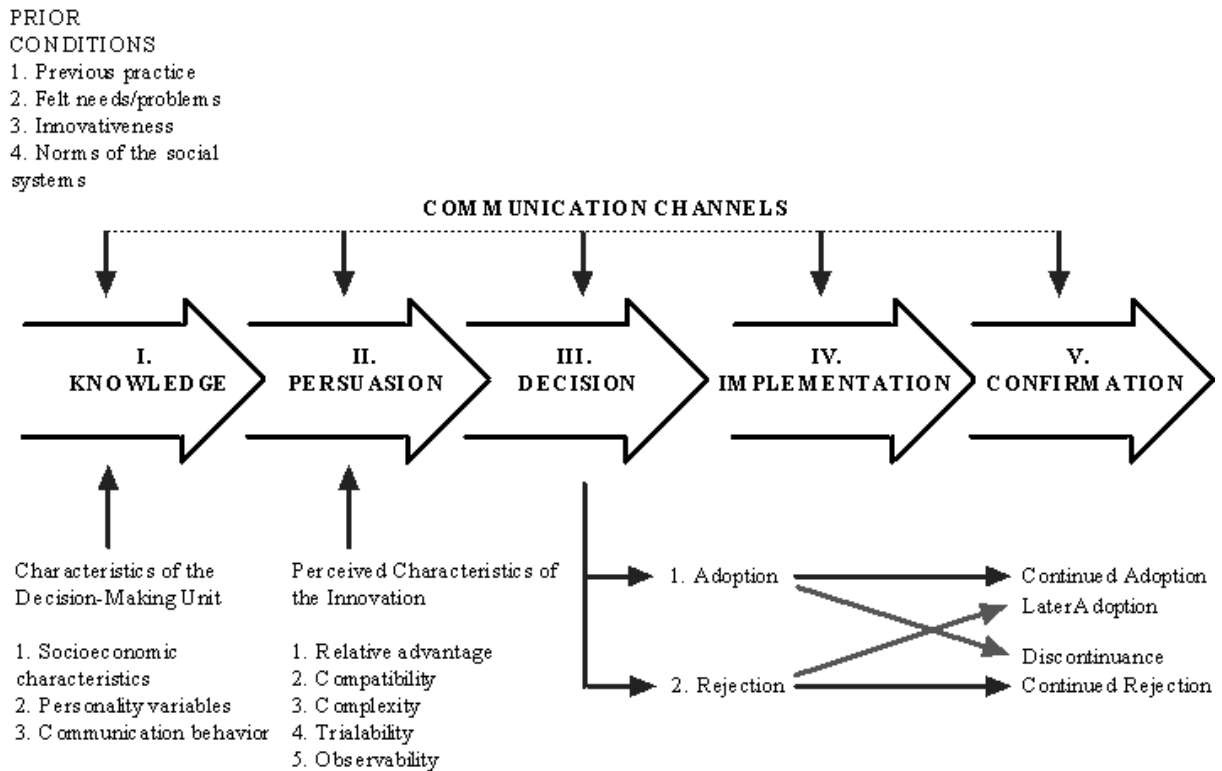 PRIOR
CONDITIONS
1. Previous practice
2. Felt needs/problems
3. Innovativeness
4. Norms of the social
systems
COMMUNICATION CHANNELS
I.
KNOWLEDGE
II.
PERSUASION
III.
DECISION
IV.
IMPLEMENTATION
V.
CONFIRMATION
Characteristics of the
Decision-Making Unit
1. Socioeconomic
characteristics
2. Personality variables
3. Communication behavior
Perceived Characteristics of
the Innovation
1. Relative advantage
2. Compatibility
3. Complexity
4. Trialability
5. Observability
1. Adoption
2. Rejection
Continued Adoption
Later Adoption
Discontinuance
Continued Rejection